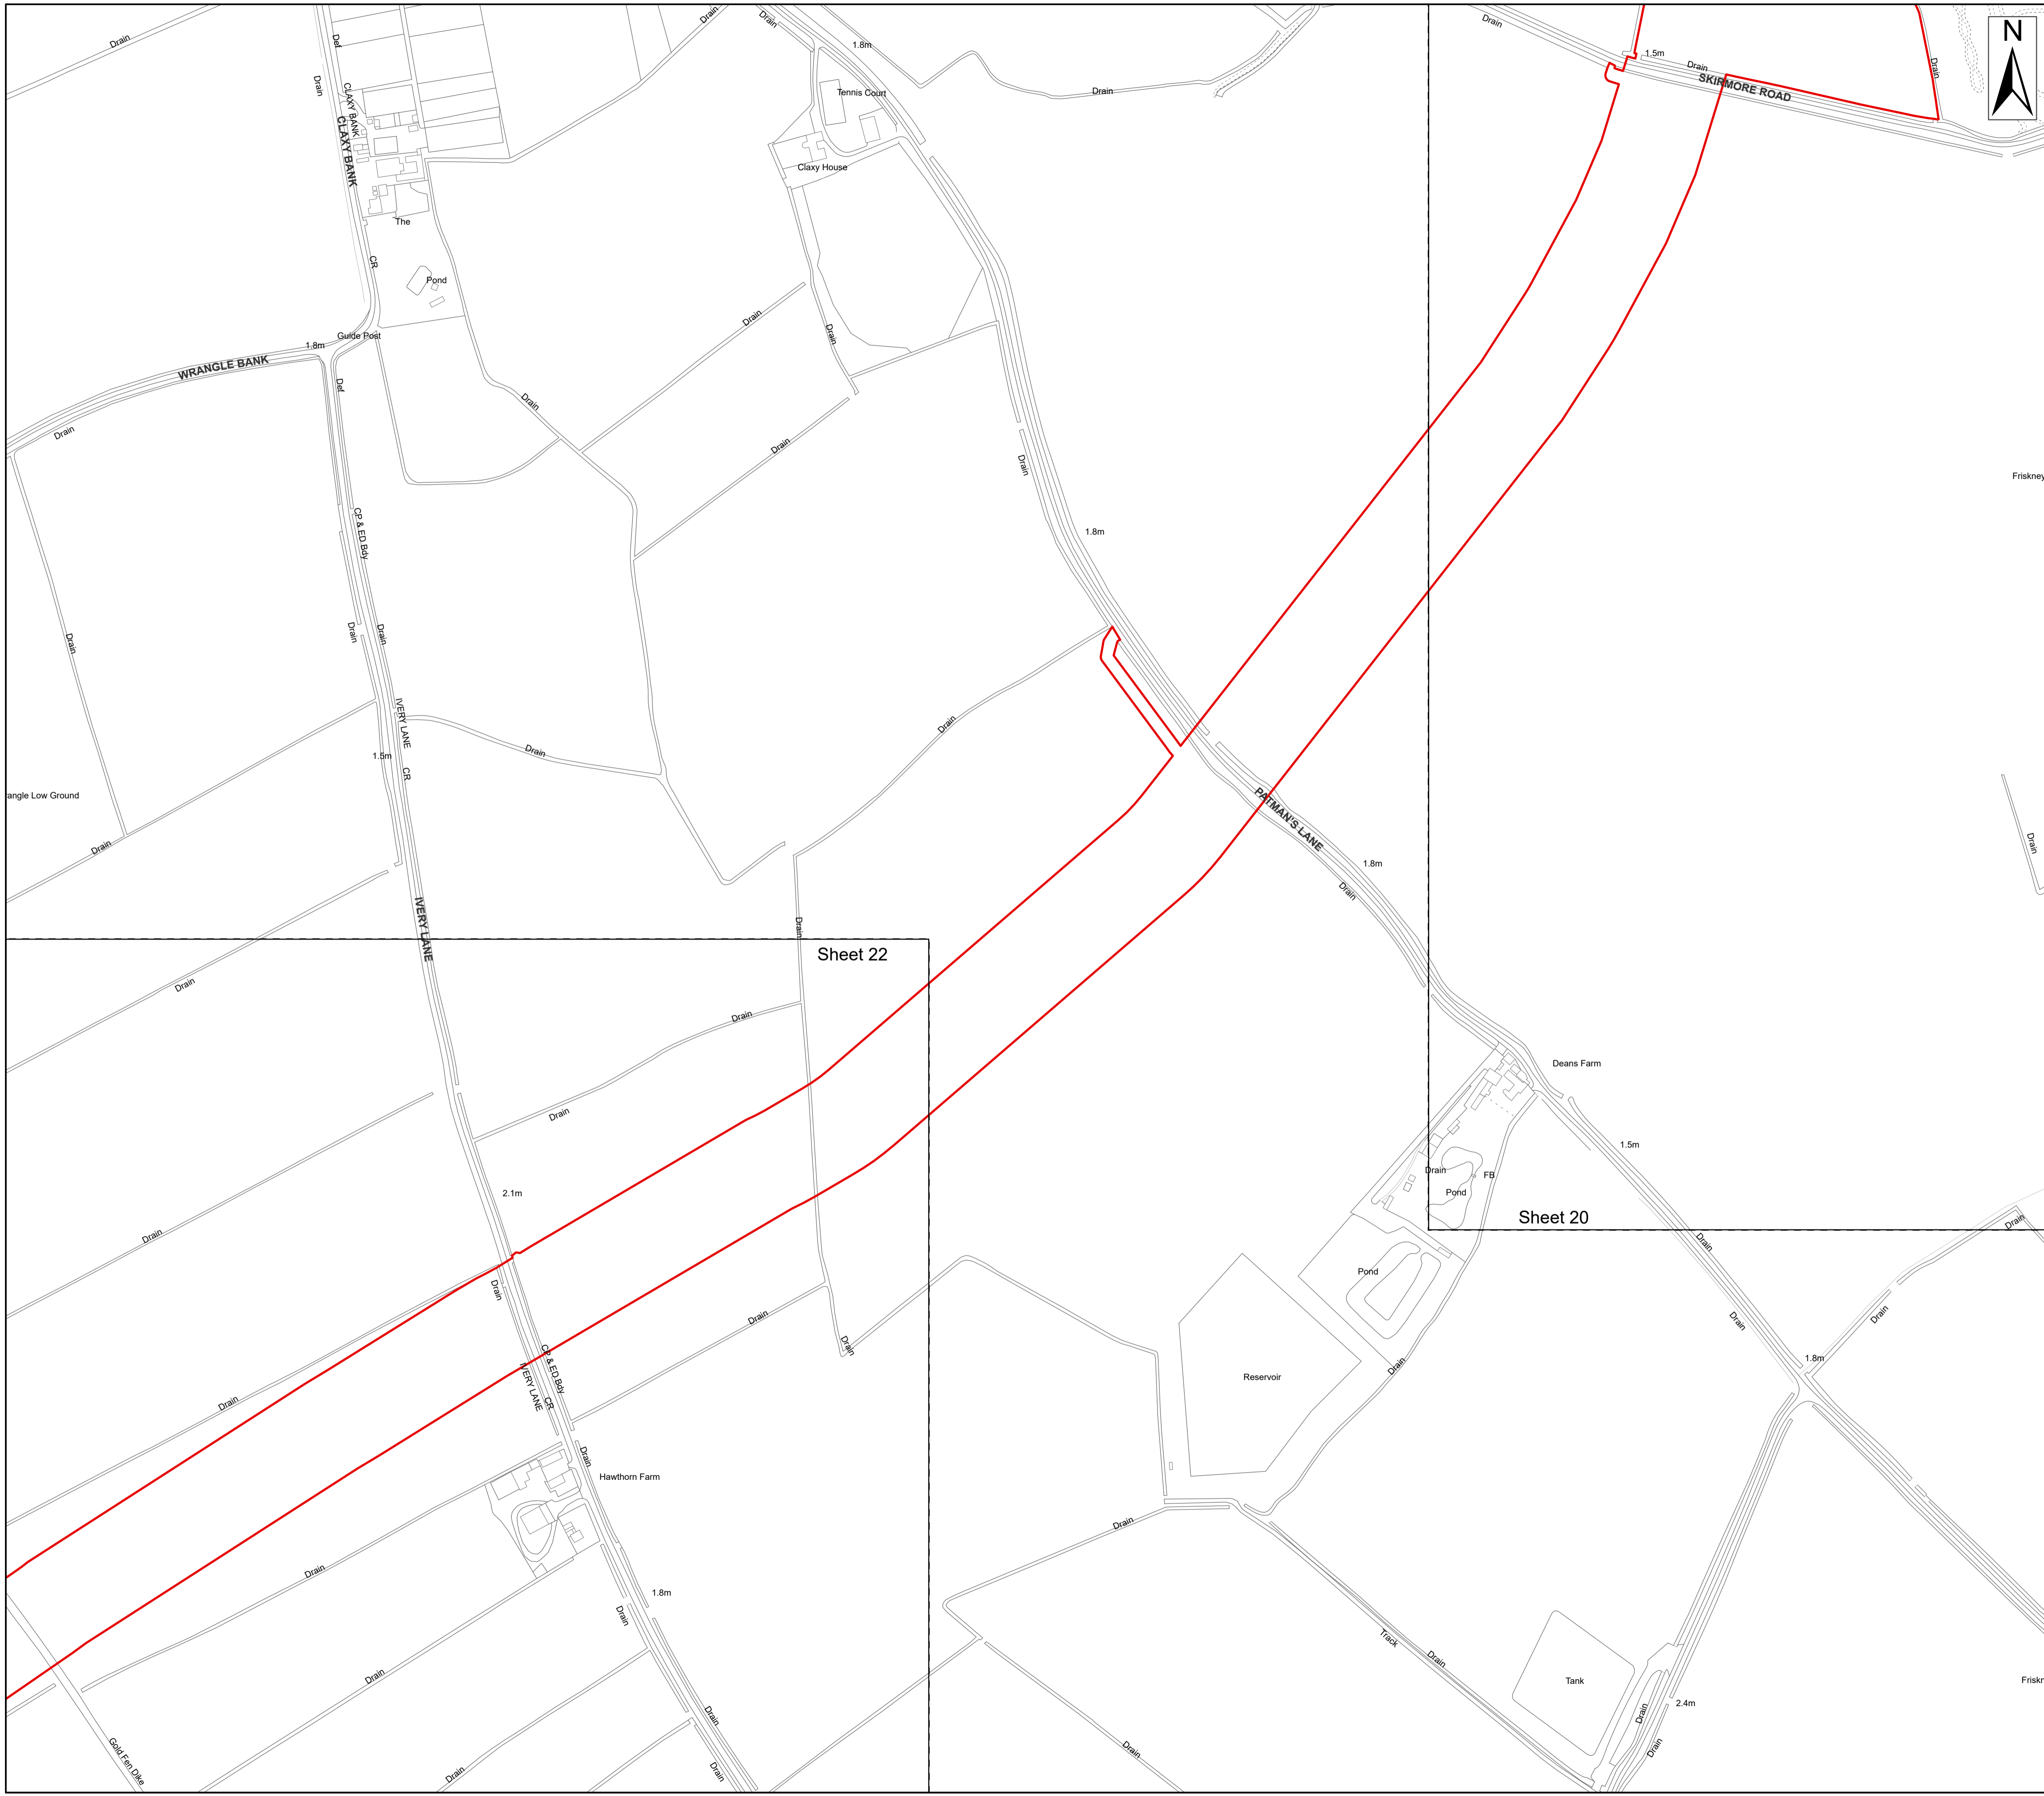 Drain
Def
Drain
Drain
1.8m
Drain
1.5m
Drain
SKIRMORE ROAD
Drain
N
Drain
CLAXY BANK
CLAXY BANK
Tennis Court
Drain
Claxy House
The
CR
Pond
Drain
Drain
Guide Post
1.8m
WRANGLE BANK
Def
Drain
Drain
Drain
Drain
Friskney
CP & ED Bdy
1.8m
Drain
Drain
Drain
IVERY LANE
Drain
Drain
1.5m
CR
angle Low Ground
PATMAN'S LANE
Drain
Drain
1.8m
Drain
IVERY LANE
Drain
Sheet 22
Drain
Drain
Drain
Deans Farm
1.5m
Drain
FB
Pond
2.1m
Sheet 20
Drain
Drain
Drain
Pond
Drain
Drain
Drain
Drain
Drain
CP & ED Bdy
IVERY LANE
CR
1.8m
Drain
Reservoir
Drain
Drain
Hawthorn Farm
Drain
Drain
1.8m
Drain
Track
Drain
Drain
Tank
Friskn
2.4m
Drain
Drain
Drain
Gold Fen Dike
Drain
Drain
Drain